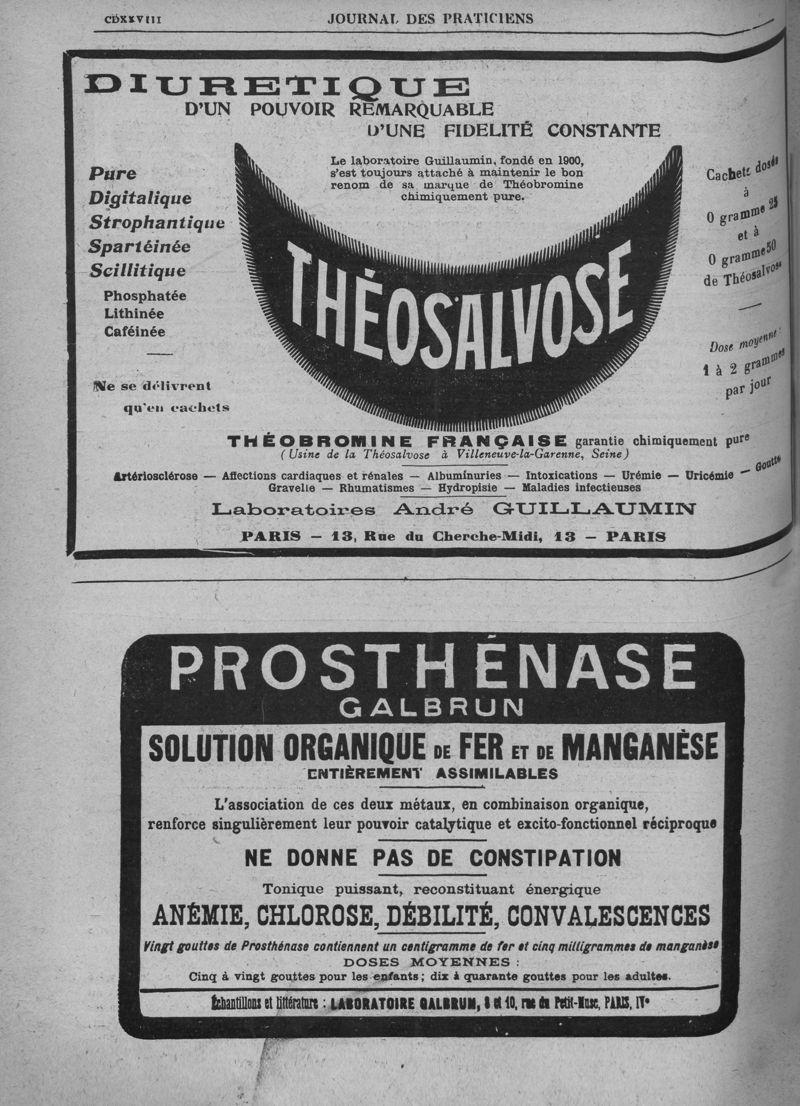 CDXXVIII
JOURNAL DES PRATICIENS
DIURETIQUE
D'UN POUVOIR REMARQUABLE
D'UNE FIDELITÉ CONSTANTE
Le laboratoire Guillaumin, fondé en 1900,
s'est toujours attaché à maintenir le bon
renom de sa marque de Théobromine
chimiquement pure.
Pure
Digitalique
Strophantique
Spartéinée
Scillitique
Phosphatée
Lithinée
Caféinée
Ne se délivrent
qu'en cachets
THÉOSALVOSE
Cachets dosés
à
0 gramme 25
et à
0 gramme 50
de Théosalvose
Dose moyenne :
1 à 2 grammes
par jour
THÉOBROMINE FRANÇAISE garantie chimiquement pure
(Usine de la Théosalvose à Villeneuve-la-Garenne, Seine)
Artériosclérose — Affections cardiaques et rénales — Albuminuries — Intoxications — Urémie — Uricémie — Goutte
Gravelle — Rhumatismes — Hydropisie — Maladies infectieuses
Laboratoires André GUILLAUMIN
PARIS — 13, Rue du Cherche-Midi, 13 — PARIS
PROSTHÉNASE
GALBRUN
SOLUTION ORGANIQUE DE FER ET DE MANGANÈSE
ENTIÈREMENT ASSIMILABLES
L'association de ces deux métaux, en combinaison organique,
renforce singulièrement leur pouvoir catalytique et excito-fonctionnel réciproque
NE DONNE PAS DE CONSTIPATION
Tonique puissant, reconstituant énergique
ANÉMIE, CHLOROSE, DÉBILITÉ, CONVALESCENCES
Vingt gouttes de Prosthénase contiennent un centigramme de fer et cinq milligrammes de manganèse
DOSES MOYENNES :
Cinq à vingt gouttes pour les enfants ; dix à quarante gouttes pour les adultes.
Échantillons et littérature : LABORATOIRE GALBRUN, 8 et 10, rue du Petit-Musc, PARIS, IVe